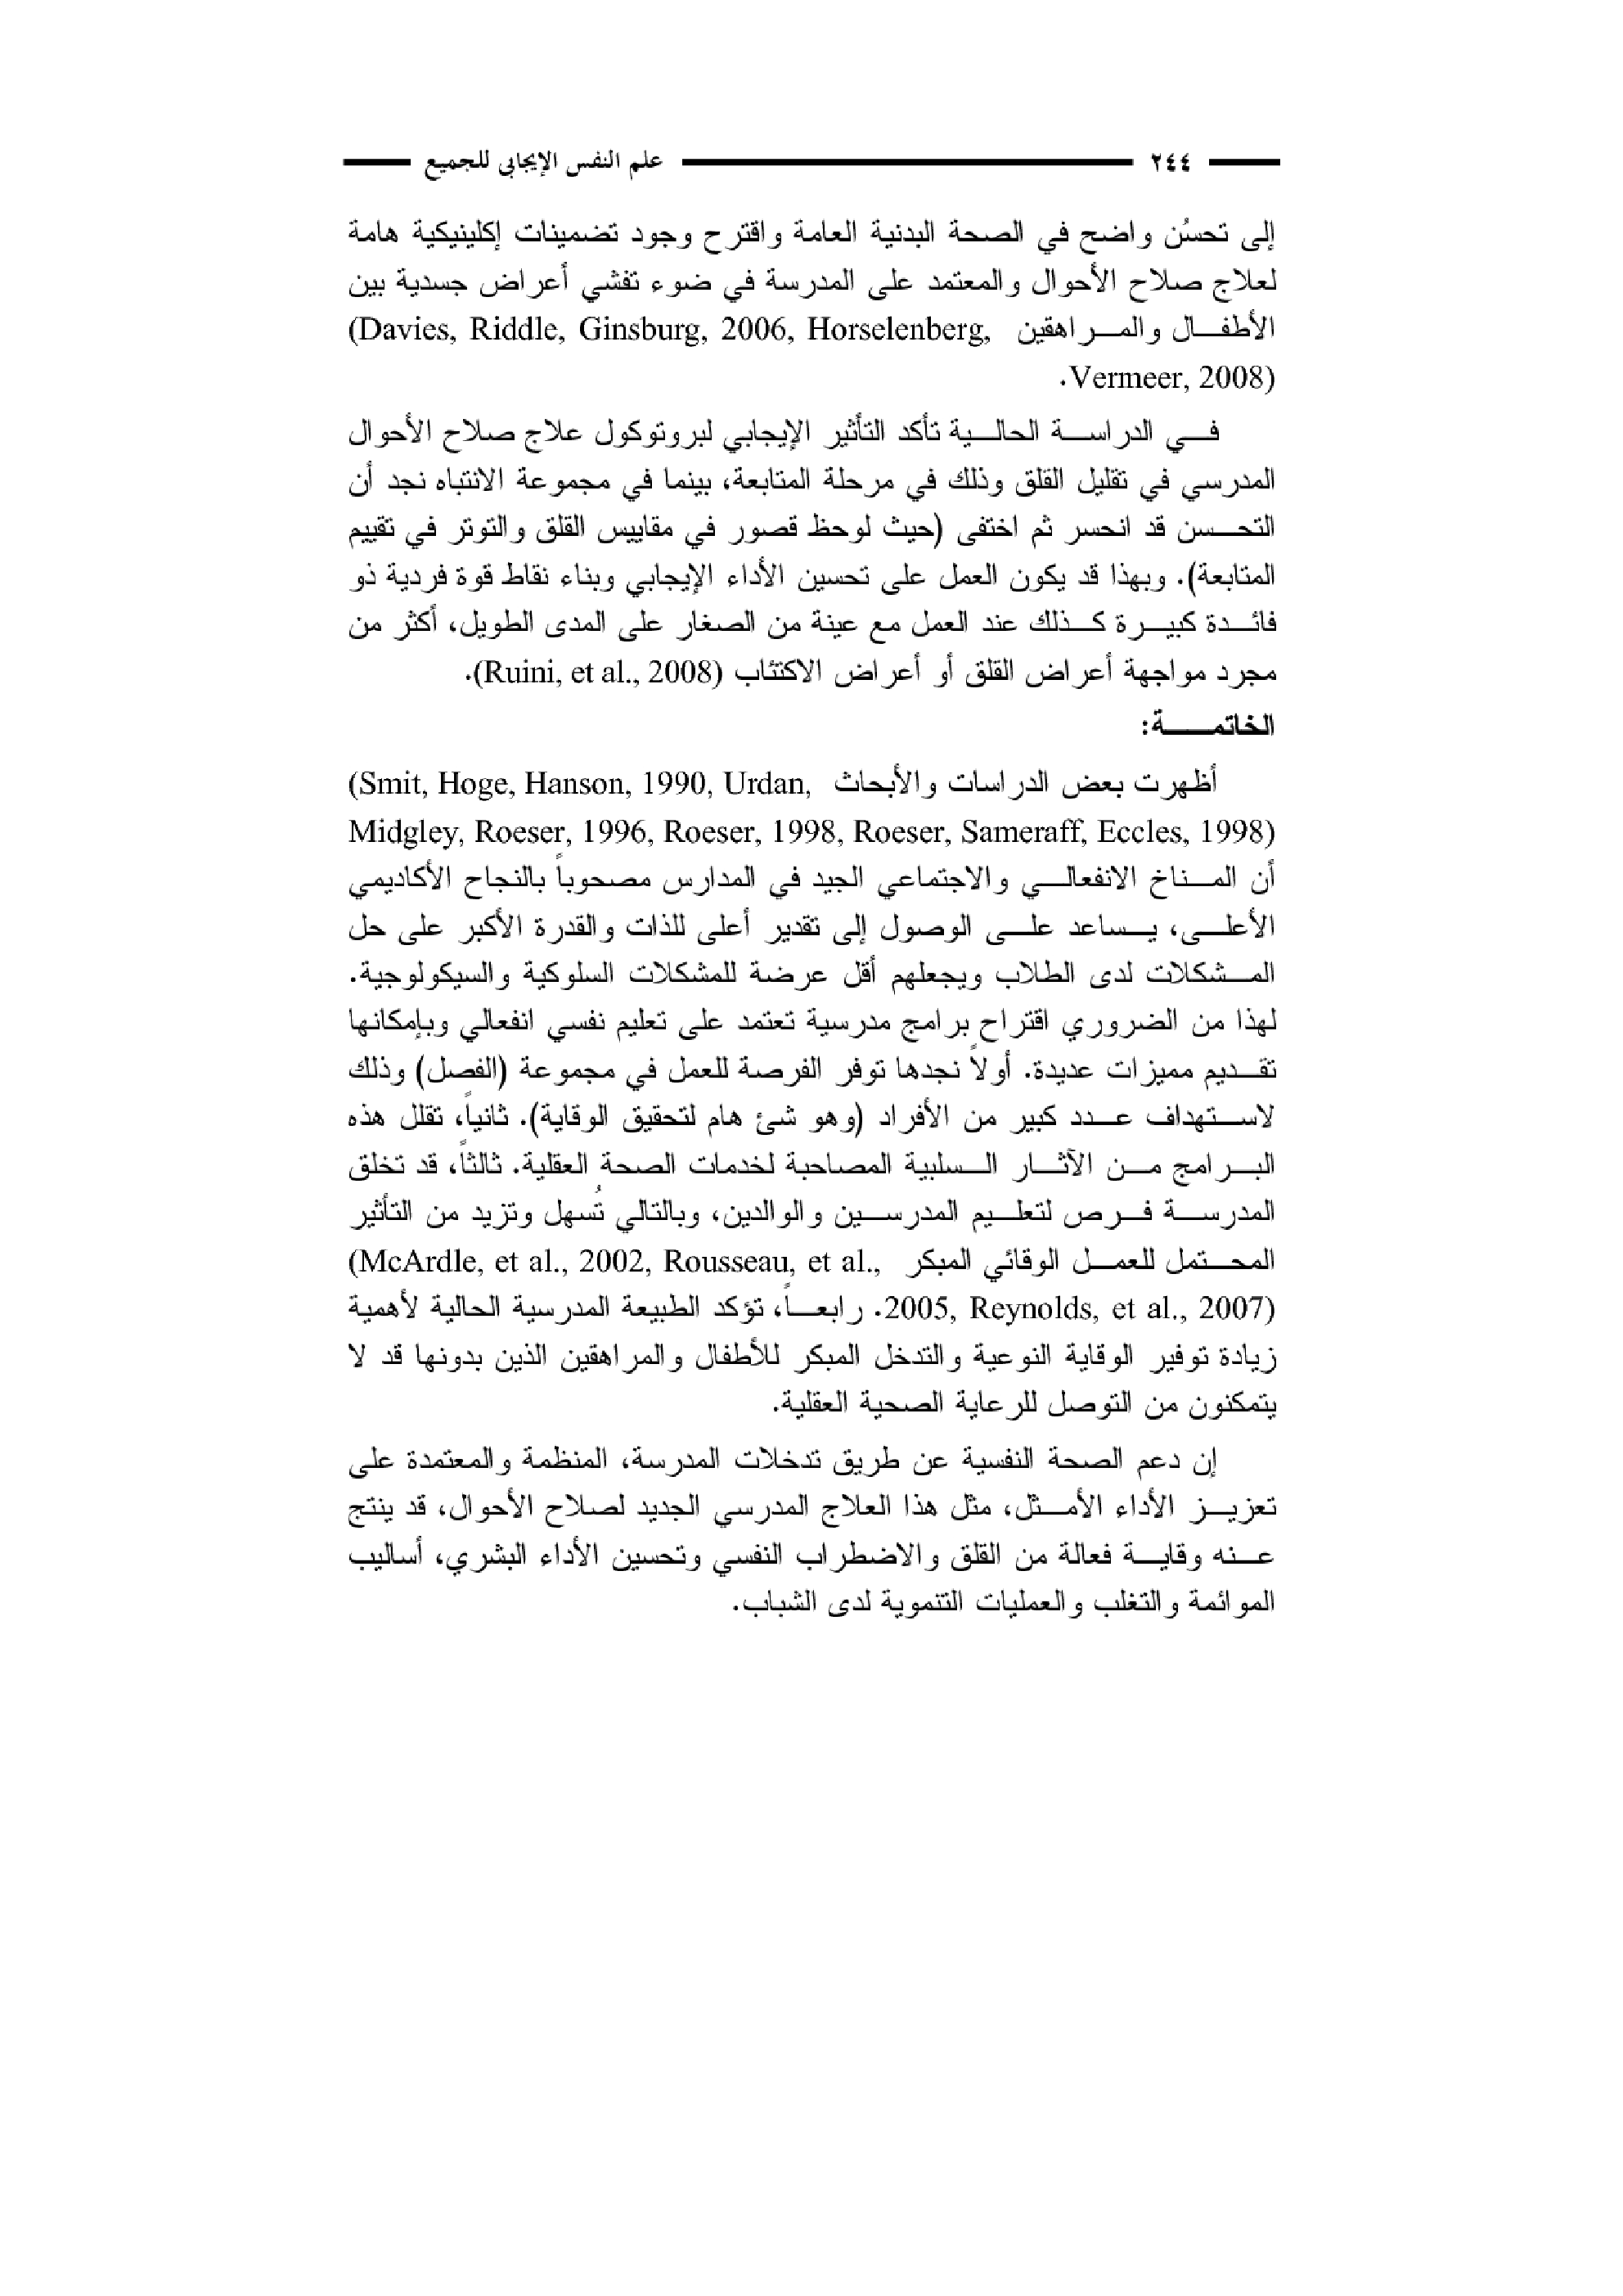 ٢٤٤ علم النفس الإيجابي للجميع
إلى تحسُن واضح في الصحة البدنية العامة واقترح وجود تضمينات إكلينيكية هامة
لعلاج صلاح الأحوال والمعتمد على المدرسة في ضوء تفشي أعراض جسدية بين
الأطفال والمراهقين (Davies, Riddle, Ginsburg, 2006, Horselenberg,
Vermeer, 2008).
في الدراسة الحالية تأكد التأثير الإيجابي لبروتوكول علاج صلاح الأحوال
المدرسي في تقليل القلق وذلك في مرحلة المتابعة، بينما في مجموعة الانتباه نجد أن
التحسن قد انحسر ثم اختفى (حيث لوحظ قصور في مقاييس القلق والتوتر في تقييم
المتابعة). وبهذا قد يكون العمل على تحسين الأداء الإيجابي وبناء نقاط قوة فردية ذو
فائدة كبيرة كذلك عند العمل مع عينة من الصغار على المدى الطويل، أكثر من
مجرد مواجهة أعراض القلق أو أعراض الاكتئاب (Ruini, et al., 2008).
الخاتمة:
أظهرت بعض الدراسات والأبحاث (Smit, Hoge, Hanson, 1990, Urdan,
Midgley, Roeser, 1996, Roeser, 1998, Roeser, Sameraff, Eccles, 1998)
أن المناخ الانفعالي والاجتماعي الجيد في المدارس مصحوباً بالنجاح الأكاديمي
الأعلى، يساعد على الوصول إلى تقدير أعلى للذات والقدرة الأكبر على حل
المشكلات لدى الطلاب ويجعلهم أقل عرضة للمشكلات السلوكية والسيكولوجية.
لهذا من الضروري اقتراح برامج مدرسية تعتمد على تعليم نفسي انفعالي وبإمكانها
تقديم مميزات عديدة. أولاً نجدها توفر الفرصة للعمل في مجموعة (الفصل) وذلك
لاستهداف عدد كبير من الأفراد (وهو شئ هام لتحقيق الوقاية). ثانياً، تقلل هذه
البرامج من الآثار السلبية المصاحبة لخدمات الصحة العقلية. ثالثاً، قد تخلق
المدرسة فرص لتعليم المدرسين والوالدين، وبالتالي تُسهل وتزيد من التأثير
المحتمل للعمل الوقائي المبكر (McArdle, et al., 2002, Rousseau, et al.,
2005, Reynolds, et al., 2007). رابعاً، تؤكد الطبيعة المدرسية الحالية لأهمية
زيادة توفير الوقاية النوعية والتدخل المبكر للأطفال والمراهقين الذين بدونها قد لا
يتمكنون من التوصل للرعاية الصحية العقلية.
إن دعم الصحة النفسية عن طريق تدخلات المدرسة، المنظمة والمعتمدة على
تعزيز الأداء الأمثل، مثل هذا العلاج المدرسي الجديد لصلاح الأحوال، قد ينتج
عنه وقاية فعالة من القلق والاضطراب النفسي وتحسين الأداء البشري، أساليب
الموائمة والتغلب والعمليات التنموية لدى الشباب.